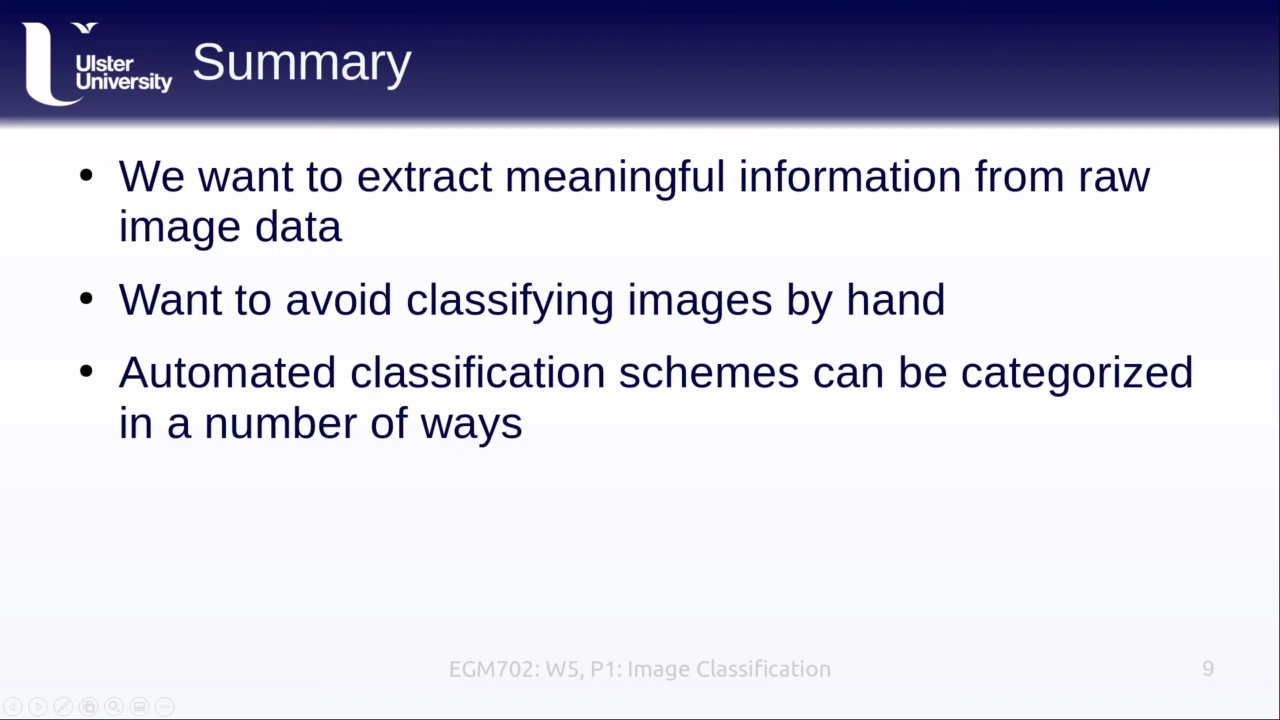 Ulster
University
Summary
• We want to extract meaningful information from raw
image data
• Want to avoid classifying images by hand
• Automated classification schemes can be categorized
in a number of ways
EGM702: W5, P1: Image Classification
9